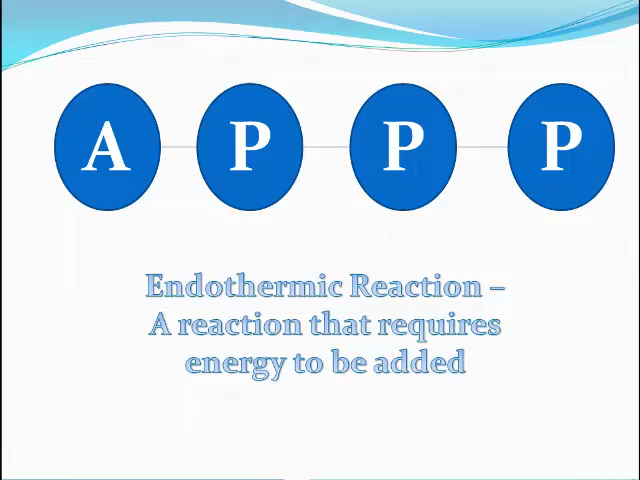 A P P P
Endothermic Reaction –
A reaction that requires
energy to be added